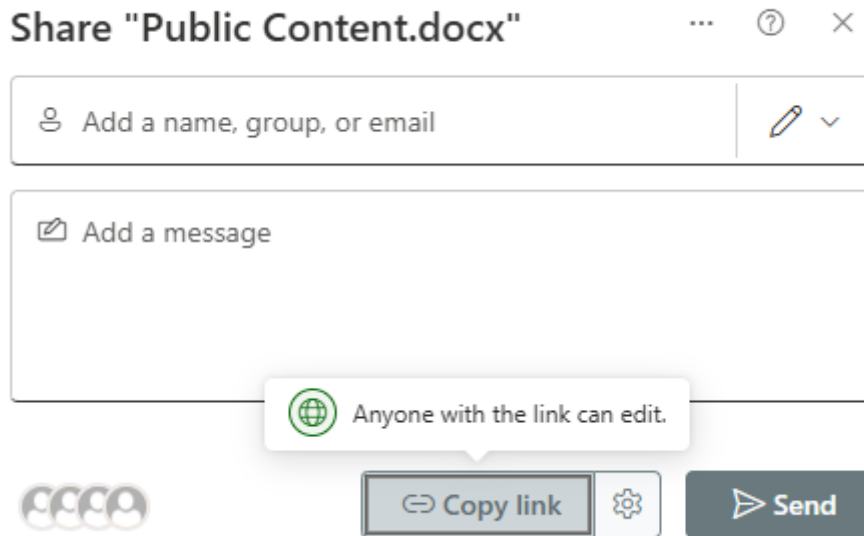 Share "Public Content.docx"
Add a name, group, or email
Add a message
Anyone with the link can edit.
Copy link
Send